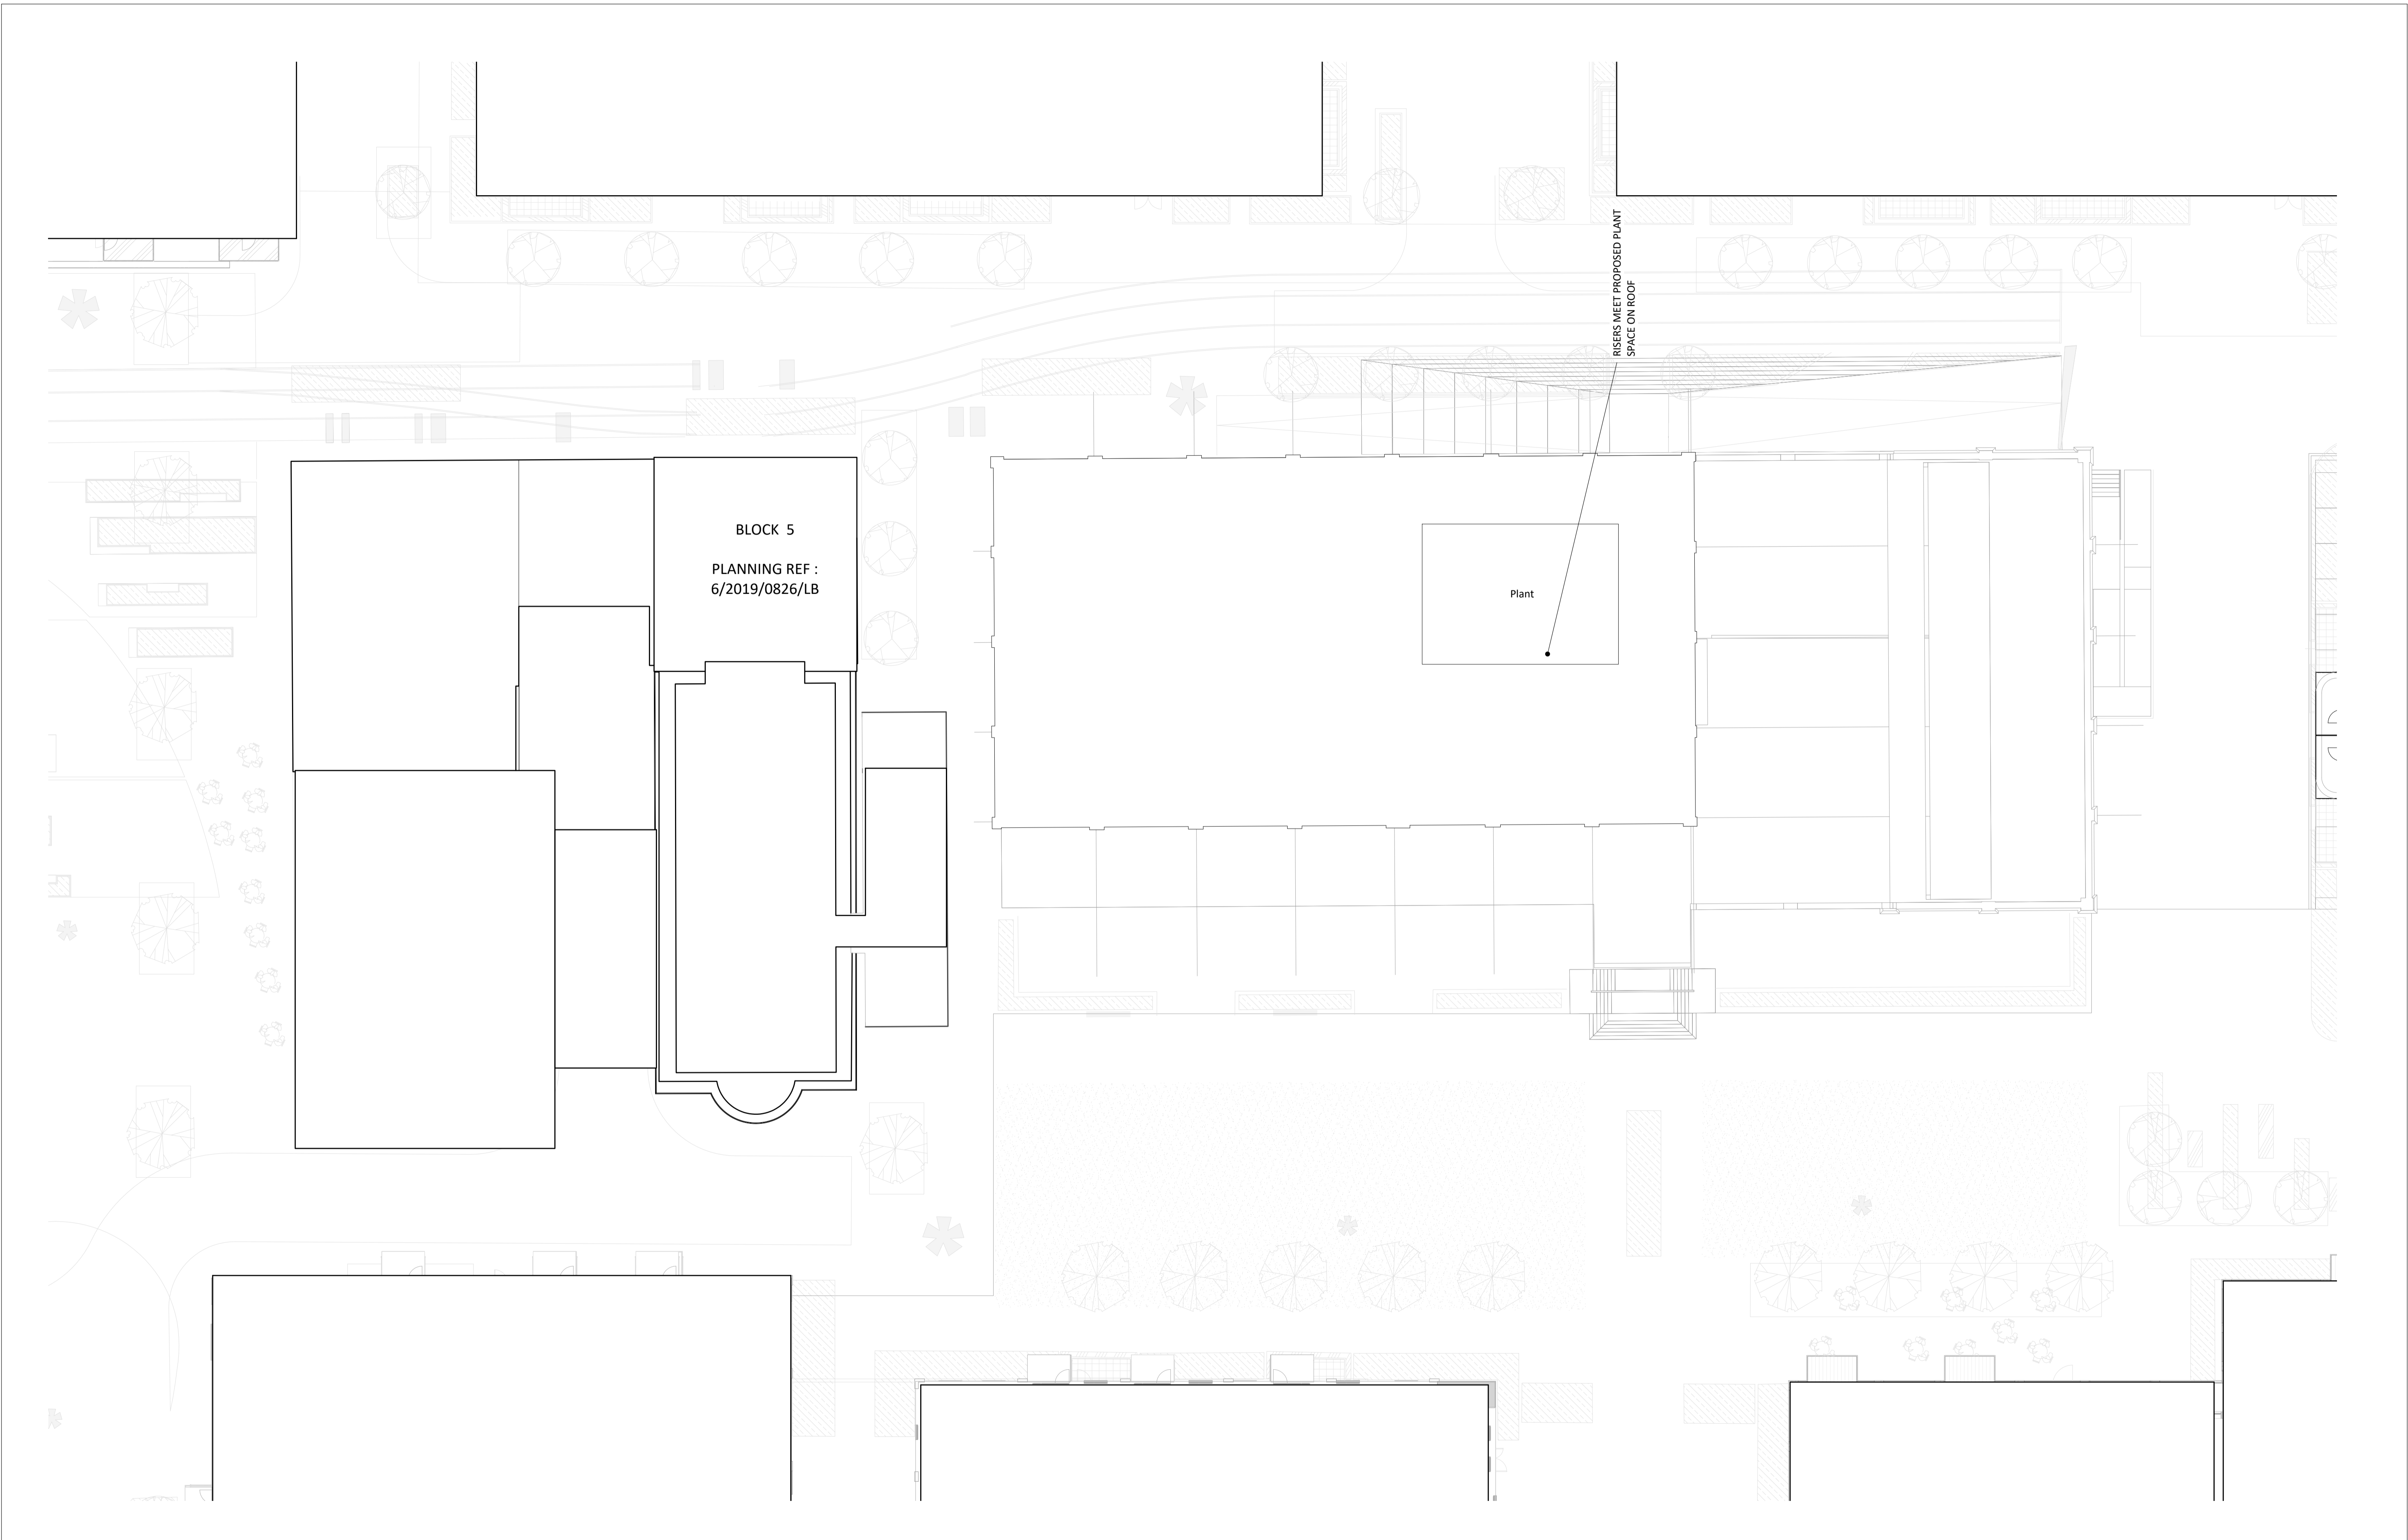 RISERS MEET PROPOSED PLANT
SPACE ON ROOF
BLOCK 5
PLANNING REF :
6/2019/0826/LB
Plant